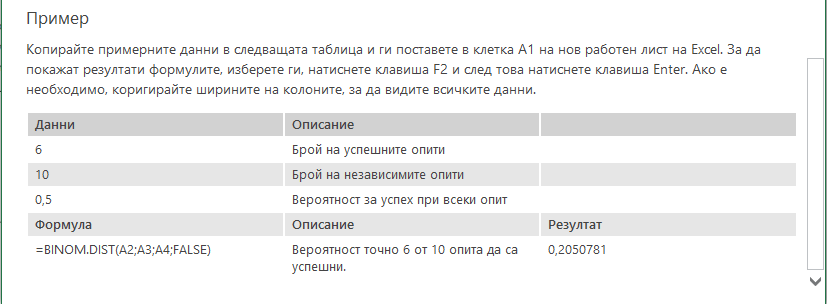 Пример
Копирайте примерните данни в следващата таблица и ги поставете в клетка A1 на нов работен лист на Excel. За да
покажат резултати формулите, изберете ги, натиснете клавиша F2 и след това натиснете клавиша Enter. Ако е
необходимо, коригирайте ширините на колоните, за да видите всичките данни.
Данни Описание
6 Брой на успешните опити
10 Брой на независимите опити
0,5 Вероятност за успех при всеки опит
Формула Описание Резултат
=BINOM.DIST(A2;A3;A4;FALSE) Вероятност точно 6 от 10 опита да са 0,2050781
успешни.